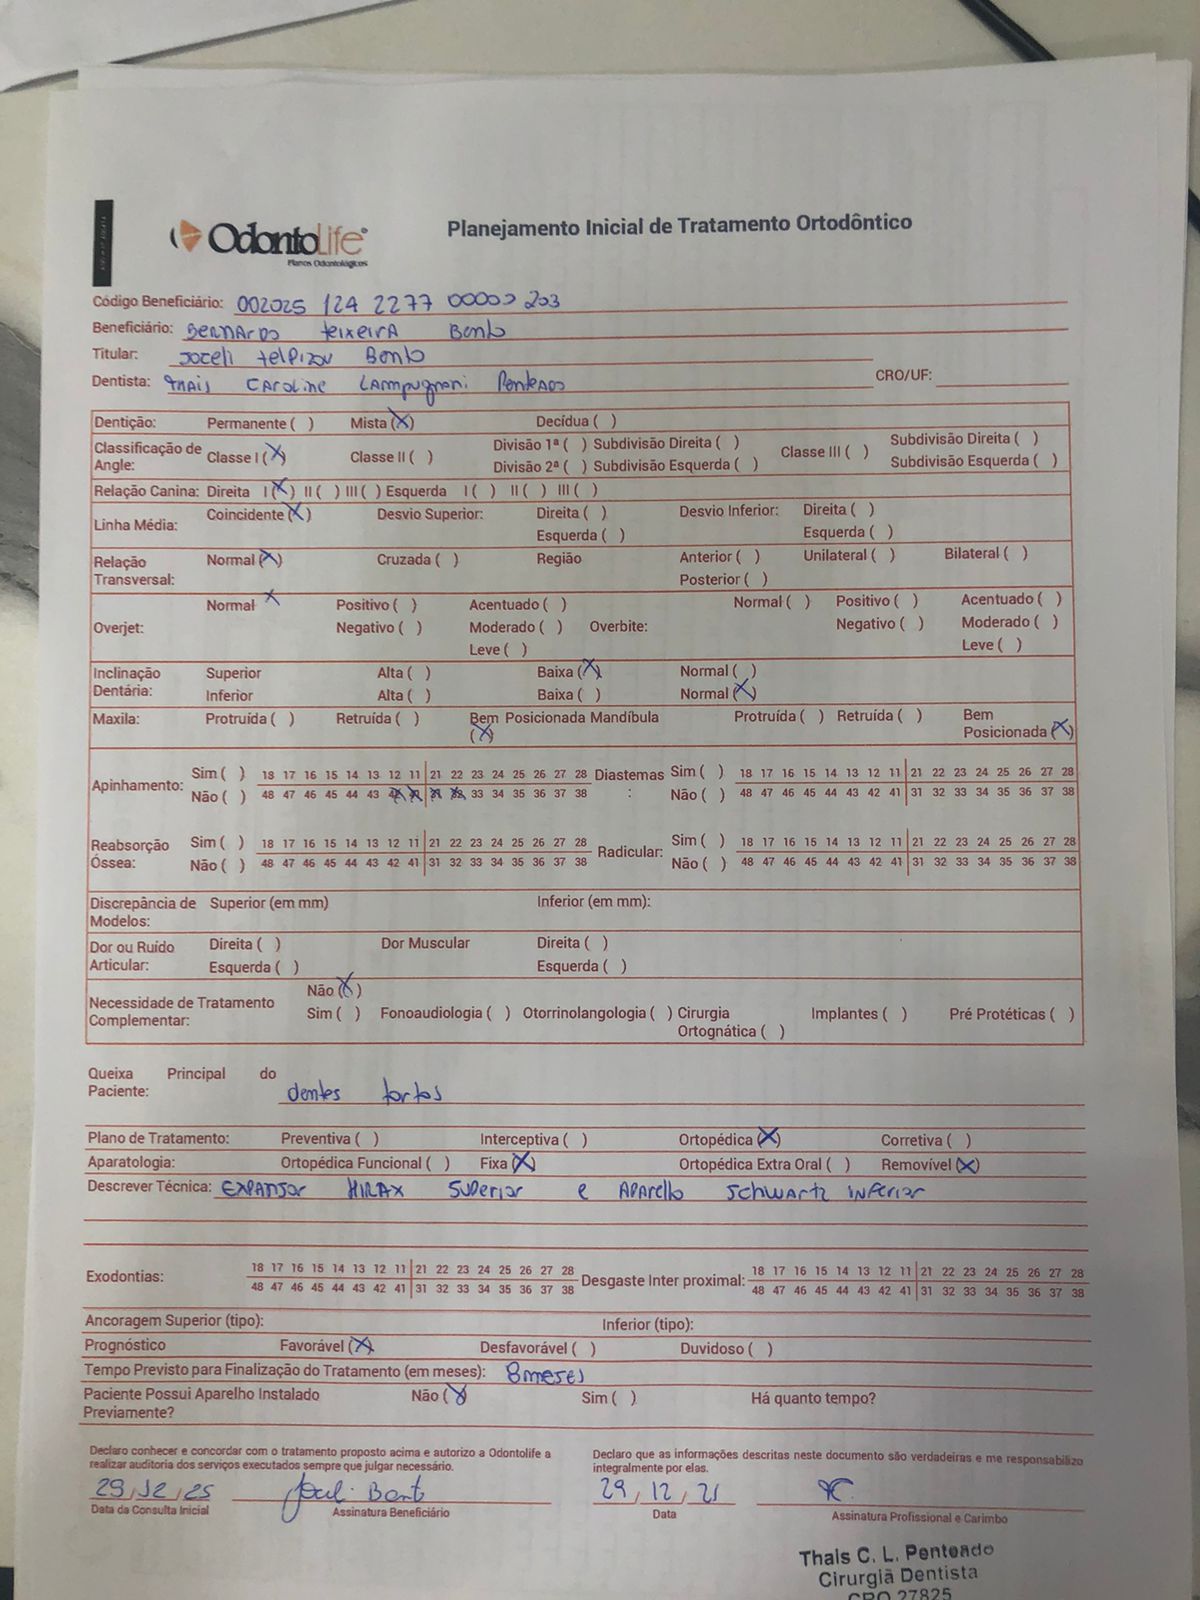 OdontoLife®
Planos Odontológicos
Planejamento Inicial de Tratamento Ortodôntico
Código Beneficiário: 002025 124 2277 00000 203
Beneficiário: Bernardo teixeira Bento
Titular: Joceli Bento
Dentista: thais Caroline Lampugnani Penteado CRO/UF:
Dentição: Permanente ( ) Mista (X) Decídua ( )
Classificação de Angle: Classe I (X) Classe II ( ) Divisão 1ª ( ) Subdivisão Direita ( ) Classe III ( ) Subdivisão Direita ( )
Divisão 2ª ( ) Subdivisão Esquerda ( ) Subdivisão Esquerda ( )
Relação Canina: Direita I (X) II ( ) III ( ) Esquerda I ( ) II ( ) III ( )
Linha Média: Coincidente (X) Desvio Superior: Direita ( ) Desvio Inferior: Direita ( )
Esquerda ( ) Esquerda ( )
Relação Transversal: Normal (X) Cruzada ( ) Região Anterior ( ) Unilateral ( ) Bilateral ( )
Posterior ( )
Normal X Positivo ( ) Acentuado ( ) Normal ( ) Positivo ( ) Acentuado ( )
Overjet: Negativo ( ) Moderado ( ) Overbite: Negativo ( ) Moderado ( )
Leve ( ) Leve ( )
Inclinação Dentária: Superior Alta ( ) Baixa (X) Normal ( )
Inferior Alta ( ) Baixa ( ) Normal (X)
Maxila: Protruída ( ) Retruída ( ) Bem Posicionada (X) Mandíbula Protruída ( ) Retruída ( ) Bem Posicionada (X)
Apinhamento: Sim ( ) 18 17 16 15 14 13 12 11 21 22 23 24 25 26 27 28 Diastemas: Sim ( ) 18 17 16 15 14 13 12 11 21 22 23 24 25 26 27 28
Não ( ) 48 47 46 45 44 43 42 41 31 32 33 34 35 36 37 38 Não ( ) 48 47 46 45 44 43 42 41 31 32 33 34 35 36 37 38
Reabsorção Óssea: Sim ( ) 18 17 16 15 14 13 12 11 21 22 23 24 25 26 27 28 Radicular: Sim ( ) 18 17 16 15 14 13 12 11 21 22 23 24 25 26 27 28
Não ( ) 48 47 46 45 44 43 42 41 31 32 33 34 35 36 37 38 Não ( ) 48 47 46 45 44 43 42 41 31 32 33 34 35 36 37 38
Discrepância de Modelos: Superior (em mm) Inferior (em mm):
Dor ou Ruído Articular: Direita ( ) Dor Muscular Direita ( )
Esquerda ( ) Esquerda ( )
Necessidade de Tratamento Complementar: Não (X)
Sim ( ) Fonoaudiologia ( ) Otorrinolangologia ( ) Cirurgia Ortognática ( ) Implantes ( ) Pré Protéticas ( )
Queixa Principal do Paciente: dentes tortos
Plano de Tratamento: Preventiva ( ) Interceptiva ( ) Ortopédica (X) Corretiva ( )
Aparatologia: Ortopédica Funcional ( ) Fixa (X) Ortopédica Extra Oral ( ) Removível (X)
Descrever Técnica: Expansor Hirax Superior e Aparelho Schwartz inferior
Exodontias: 18 17 16 15 14 13 12 11 21 22 23 24 25 26 27 28 Desgaste Inter proximal: 18 17 16 15 14 13 12 11 21 22 23 24 25 26 27 28
48 47 46 45 44 43 42 41 31 32 33 34 35 36 37 38 48 47 46 45 44 43 42 41 31 32 33 34 35 36 37 38
Ancoragem Superior (tipo): Inferior (tipo):
Prognóstico Favorável (X) Desfavorável ( ) Duvidoso ( )
Tempo Previsto para Finalização do Tratamento (em meses): 8 meses
Paciente Possui Aparelho Instalado Previamente? Não (X) Sim ( ) Há quanto tempo?
Declaro conhecer e concordar com o tratamento proposto acima e autorizo a Odontolife a
realizar auditoria dos serviços executados sempre que julgar necessário.
Declaro que as informações descritas neste documento são verdadeiras e me responsabilizo
integralmente por elas.
29,12,25 Joceli Bento 29,12,25
Data da Consulta Inicial Assinatura Beneficiário Data Assinatura Profissional e Carimbo
Thais C. L. Penteado
Cirurgiã Dentista
CRO 27825